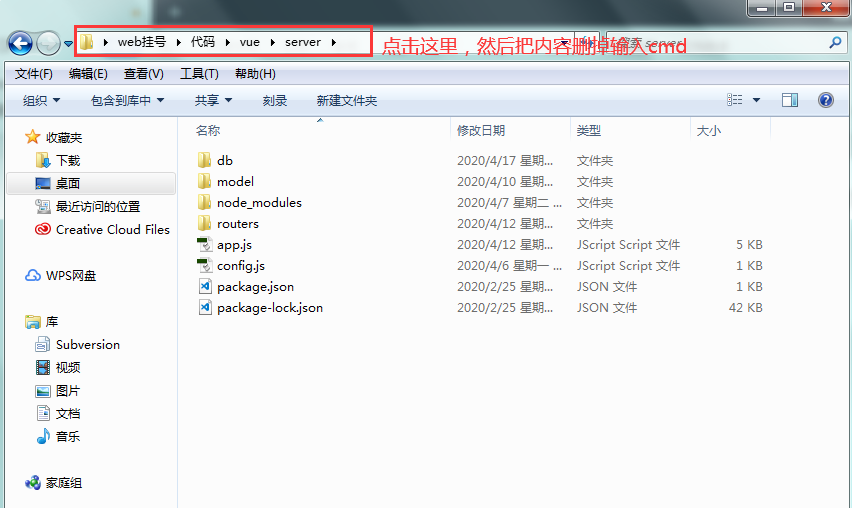 web挂号 代码 vue server
点击这里，然后把内容删掉输入cmd
文件(F) 编辑(E) 查看(V) 工具(T) 帮助(H)
组织 包含到库中 共享 刻录 新建文件夹
收藏夹
下载
桌面
最近访问的位置
Creative Cloud Files
WPS网盘
库
Subversion
视频
图片
文档
音乐
家庭组
名称 修改日期 类型 大小
db 2020/4/17 星期... 文件夹
model 2020/4/10 星期... 文件夹
node_modules 2020/4/7 星期二 ... 文件夹
routers 2020/4/12 星期... 文件夹
app.js 2020/4/12 星期... JScript Script 文件 5 KB
config.js 2020/4/6 星期一 ... JScript Script 文件 1 KB
package.json 2020/2/25 星期... JSON 文件 1 KB
package-lock.json 2020/2/25 星期... JSON 文件 42 KB